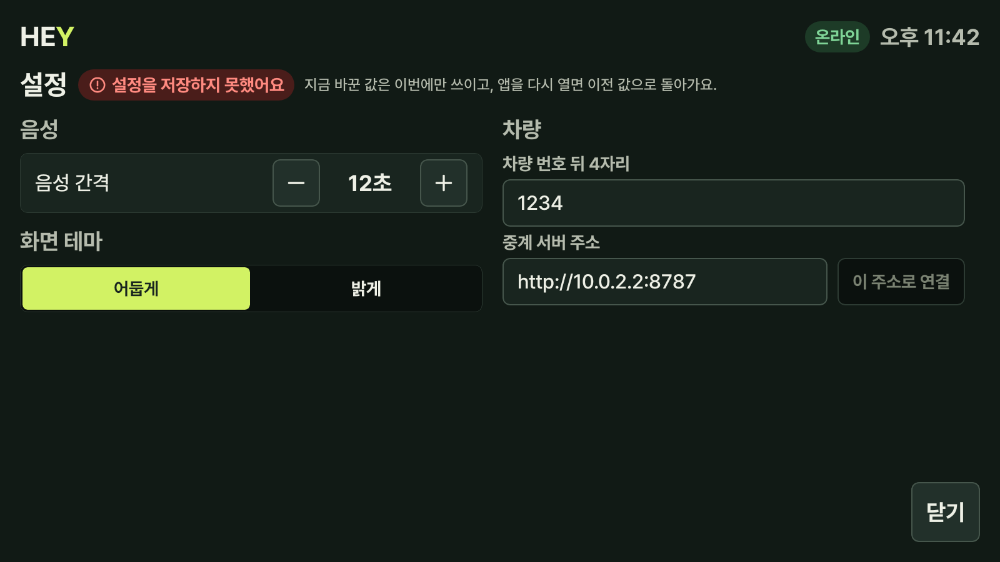 HEY
온라인 오후 11:42
설정 설정을 저장하지 못했어요 지금 바꾼 값은 이번에만 쓰이고, 앱을 다시 열면 이전 값으로 돌아가요.
음성
음성 간격 − 12초 +
화면 테마
어둡게 밝게
차량
차량 번호 뒤 4자리
1234
중계 서버 주소
http://10.0.2.2:8787 이 주소로 연결
닫기